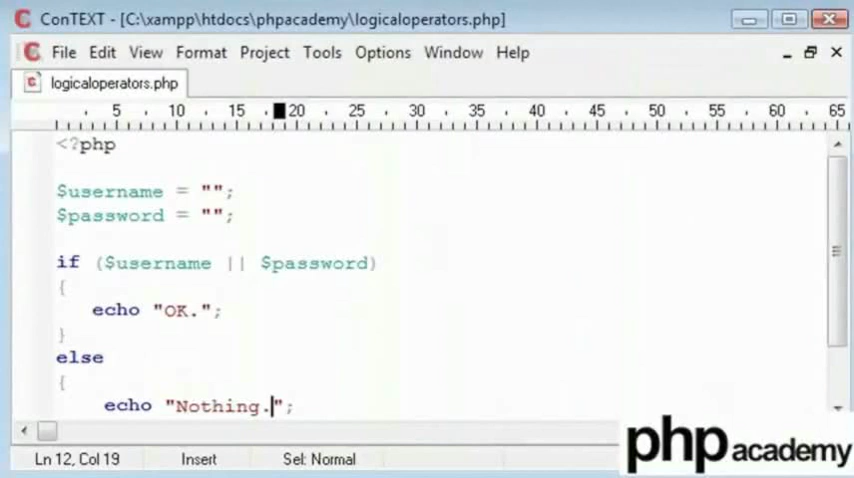 ConTEXT - [C:\xampp\htdocs\phpacademy\logicaloperators.php]
File Edit View Format Project Tools Options Window Help
logicaloperators.php
5 10 15 20 25 30 35 40 45 50 55 60 65
<?php
$username = "";
$password = "";
if ($username || $password)
{
echo "OK.";
}
else
{
echo "Nothing.";
Ln 12, Col 19 Insert Sel: Normal
php academy